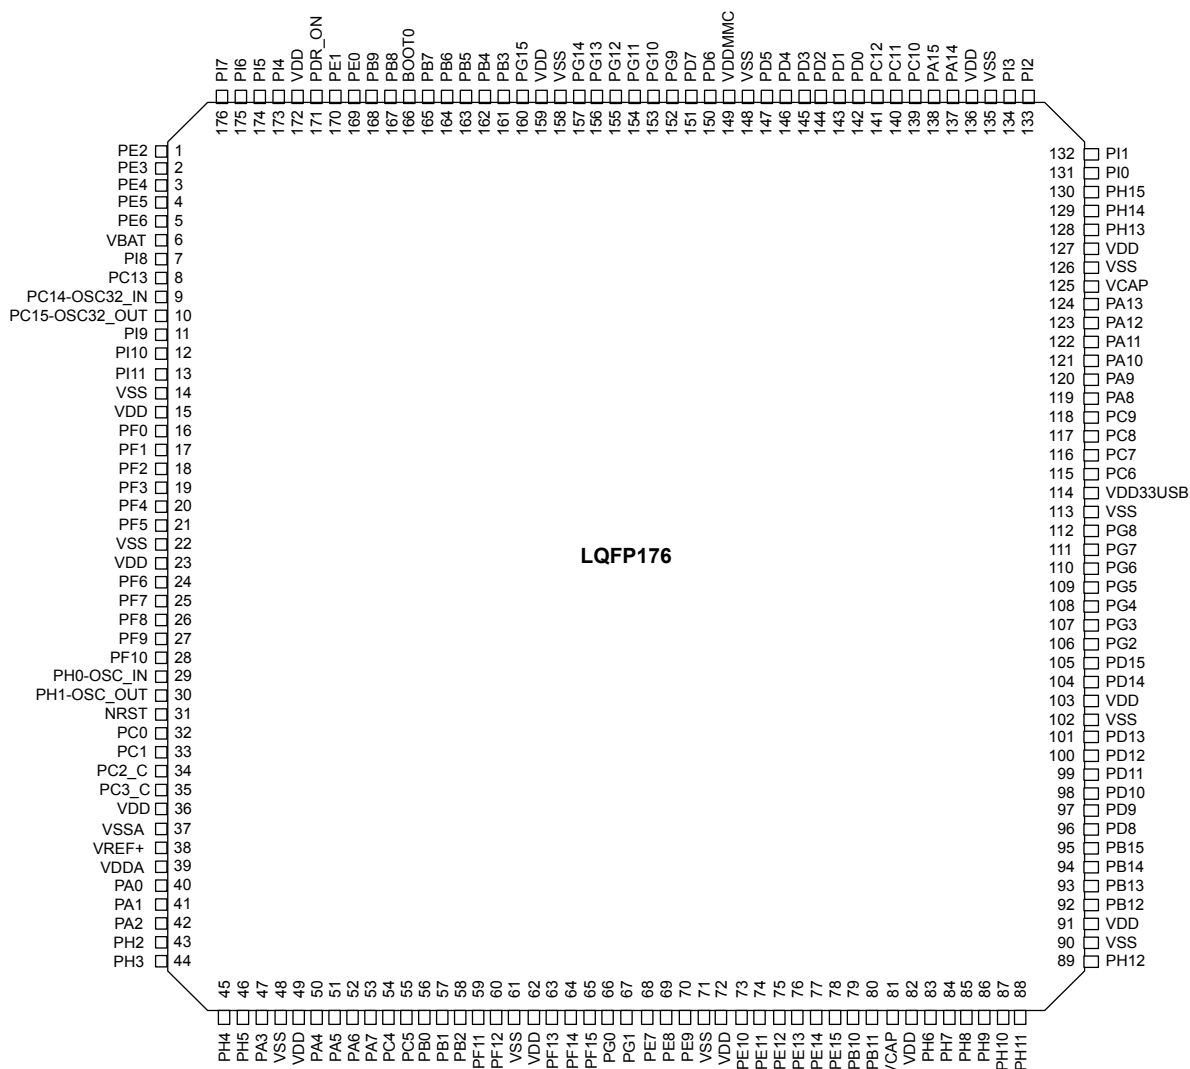 PI7 PI6 PI5 PI4 VDD PDR_ON PE1 PE0 PB9 PB8 BOOT0 PB7 PB6 PB5 PB4 PB3 PG15 VDD VSS PG14 PG13 PG12 PG11 PG10 PG9 PD7 PD6 VDDMMC VSS PD5 PD4 PD3 PD2 PD1 PD0 PC12 PC11 PC10 PA15 PA14 VDD VSS PI3 PI2
176 175 174 173 172 171 170 169 168 167 166 165 164 163 162 161 160 159 158 157 156 155 154 153 152 151 150 149 148 147 146 145 144 143 142 141 140 139 138 137 136 135 134 133
PE2 1
PE3 2
PE4 3
PE5 4
PE6 5
VBAT 6
PI8 7
PC13 8
PC14-OSC32_IN 9
PC15-OSC32_OUT 10
PI9 11
PI10 12
PI11 13
VSS 14
VDD 15
PF0 16
PF1 17
PF2 18
PF3 19
PF4 20
PF5 21
VSS 22
VDD 23
PF6 24
PF7 25
PF8 26
PF9 27
PF10 28
PH0-OSC_IN 29
PH1-OSC_OUT 30
NRST 31
PC0 32
PC1 33
PC2_C 34
PC3_C 35
VDD 36
VSSA 37
VREF+ 38
VDDA 39
PA0 40
PA1 41
PA2 42
PH2 43
PH3 44
LQFP176
132 PI1
131 PI0
130 PH15
129 PH14
128 PH13
127 VDD
126 VSS
125 VCAP
124 PA13
123 PA12
122 PA11
121 PA10
120 PA9
119 PA8
118 PC9
117 PC8
116 PC7
115 PC6
114 VDD33USB
113 VSS
112 PG8
111 PG7
110 PG6
109 PG5
108 PG4
107 PG3
106 PG2
105 PD15
104 PD14
103 VDD
102 VSS
101 PD13
100 PD12
99 PD11
98 PD10
97 PD9
96 PD8
95 PB15
94 PB14
93 PB13
92 PB12
91 VDD
90 VSS
89 PH12
45 46 47 48 49 50 51 52 53 54 55 56 57 58 59 60 61 62 63 64 65 66 67 68 69 70 71 72 73 74 75 76 77 78 79 80 81 82 83 84 85 86 87 88
PH4 PH5 PA3 VSS VDD PA4 PA5 PA6 PA7 PC4 PC5 PB0 PB1 PB2 PF11 PF12 VSS VDD PF13 PF14 PF15 PG0 PG1 PE7 PE8 PE9 VSS VDD PE10 PE11 PE12 PE13 PE14 PE15 PB10 PB11 VCAP VDD PH6 PH7 PH8 PH9 PH10 PH11